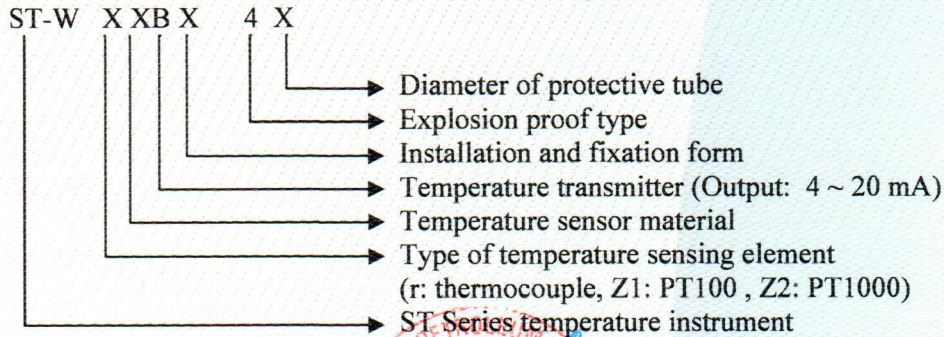 ST-W X XB X 4 X
Diameter of protective tube
Explosion proof type
Installation and fixation form
Temperature transmitter (Output: 4 ~ 20 mA)
Temperature sensor material
Type of temperature sensing element
(r: thermocouple, Z1: PT100 , Z2: PT1000)
ST Series temperature instrument